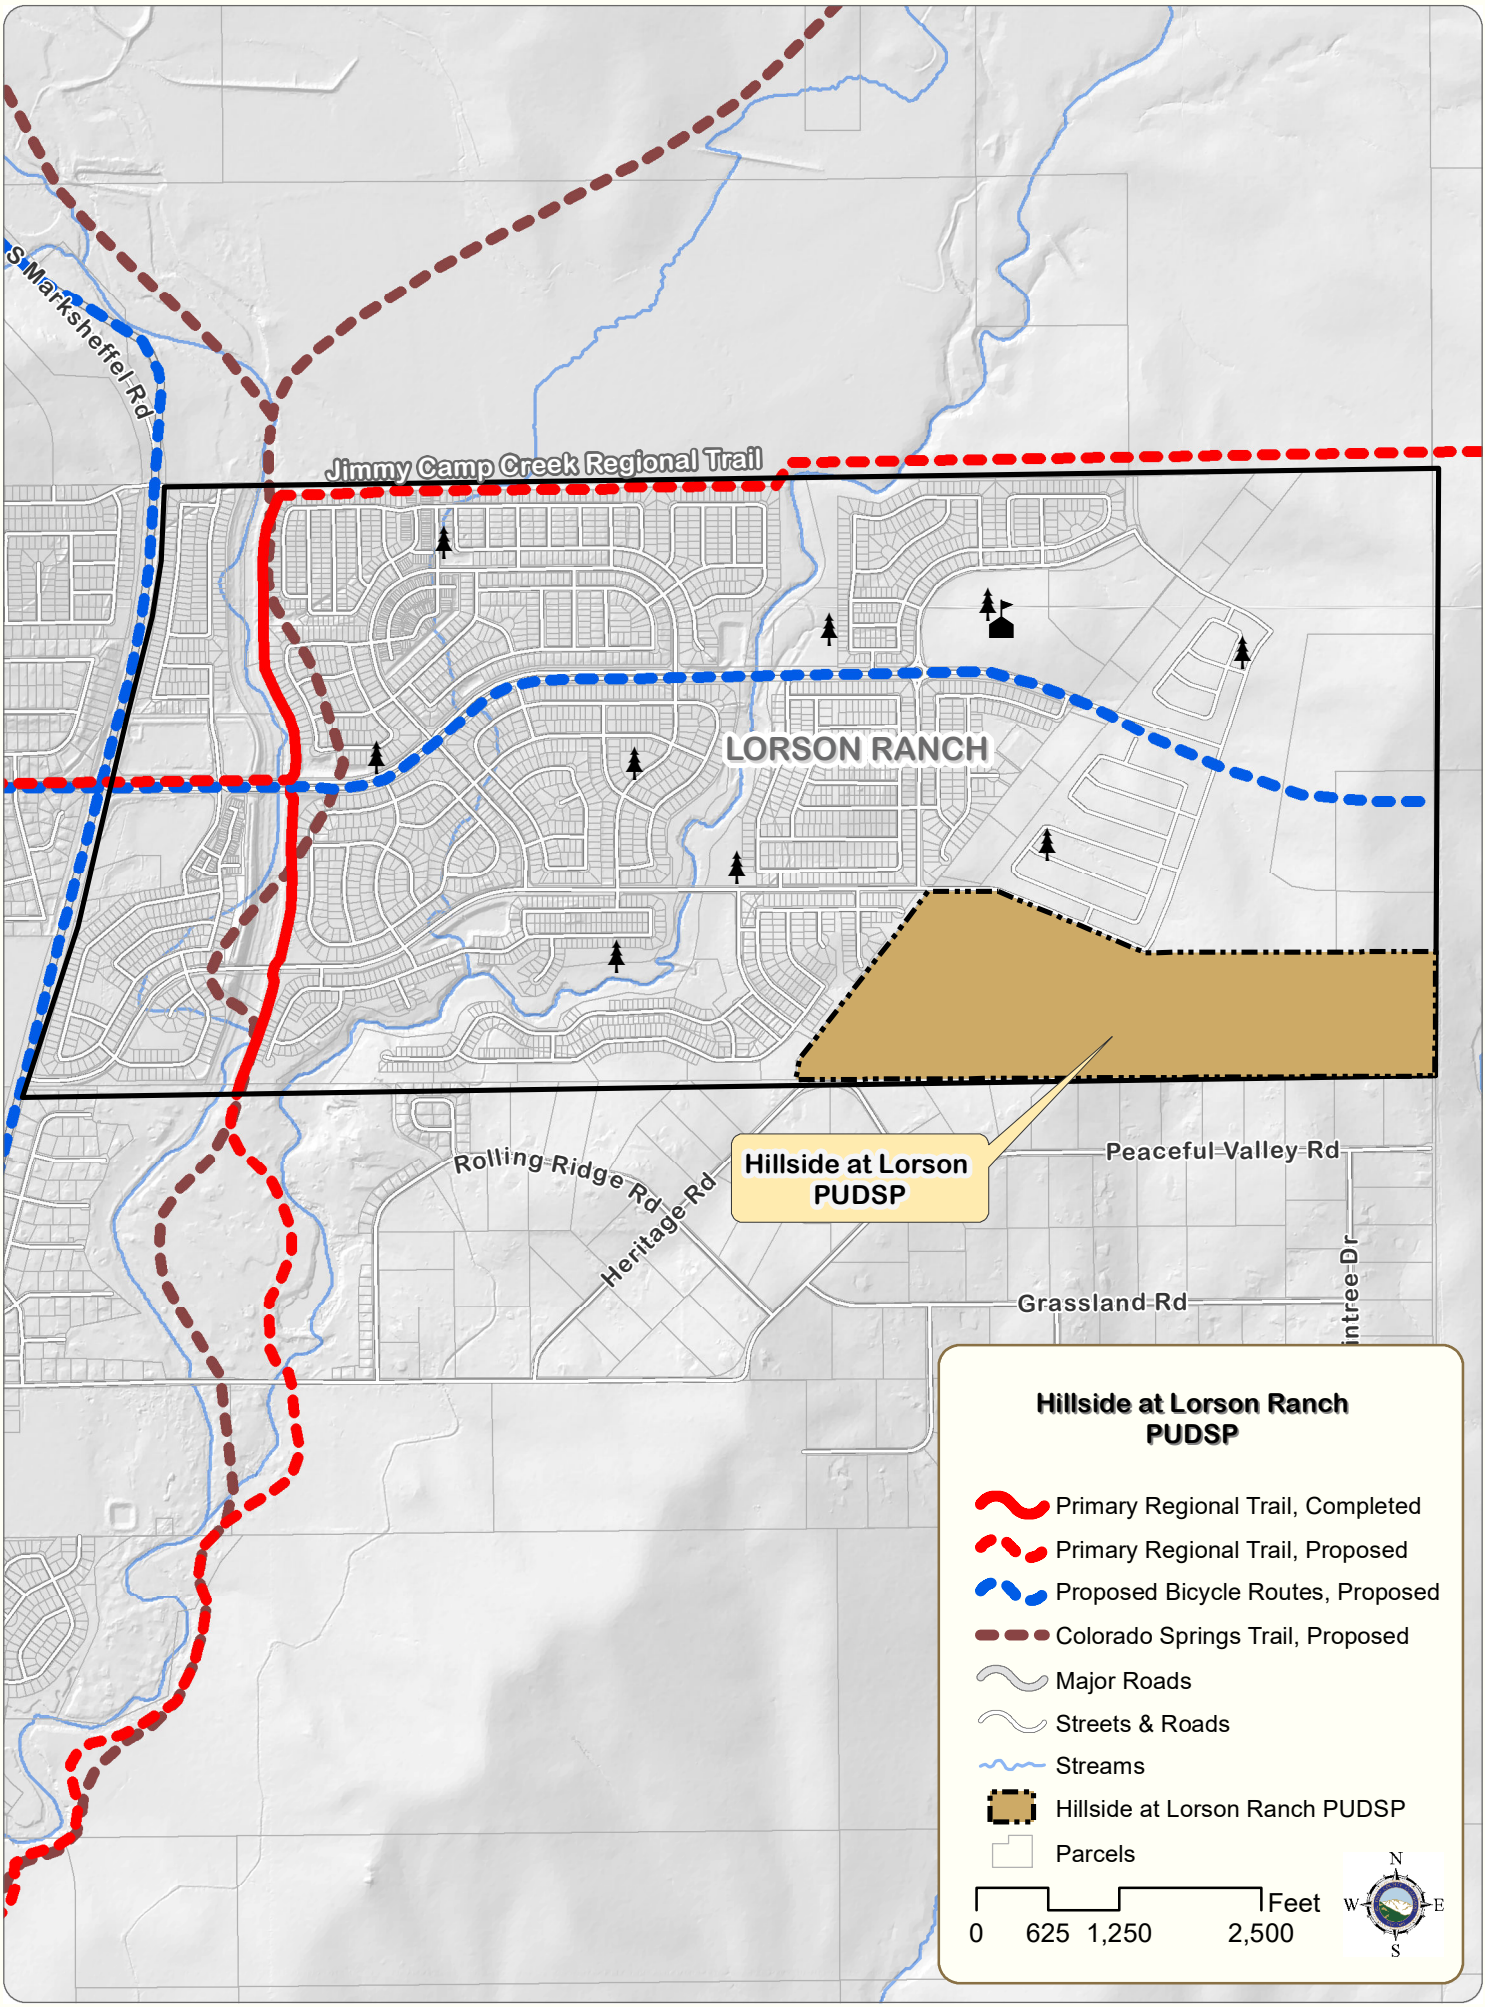 S Marksheffel Rd
Jimmy Camp Creek Regional Trail
LORSON RANCH
Hillside at Lorson
PUDSP
Peaceful Valley Rd
Rolling Ridge Rd
Heritage Rd
Grassland Rd
intree Dr
Hillside at Lorson Ranch
PUDSP
Primary Regional Trail, Completed
Primary Regional Trail, Proposed
Proposed Bicycle Routes, Proposed
Colorado Springs Trail, Proposed
Major Roads
Streets & Roads
Streams
Hillside at Lorson Ranch PUDSP
Parcels
Feet
0 625 1,250 2,500
N
W E
S